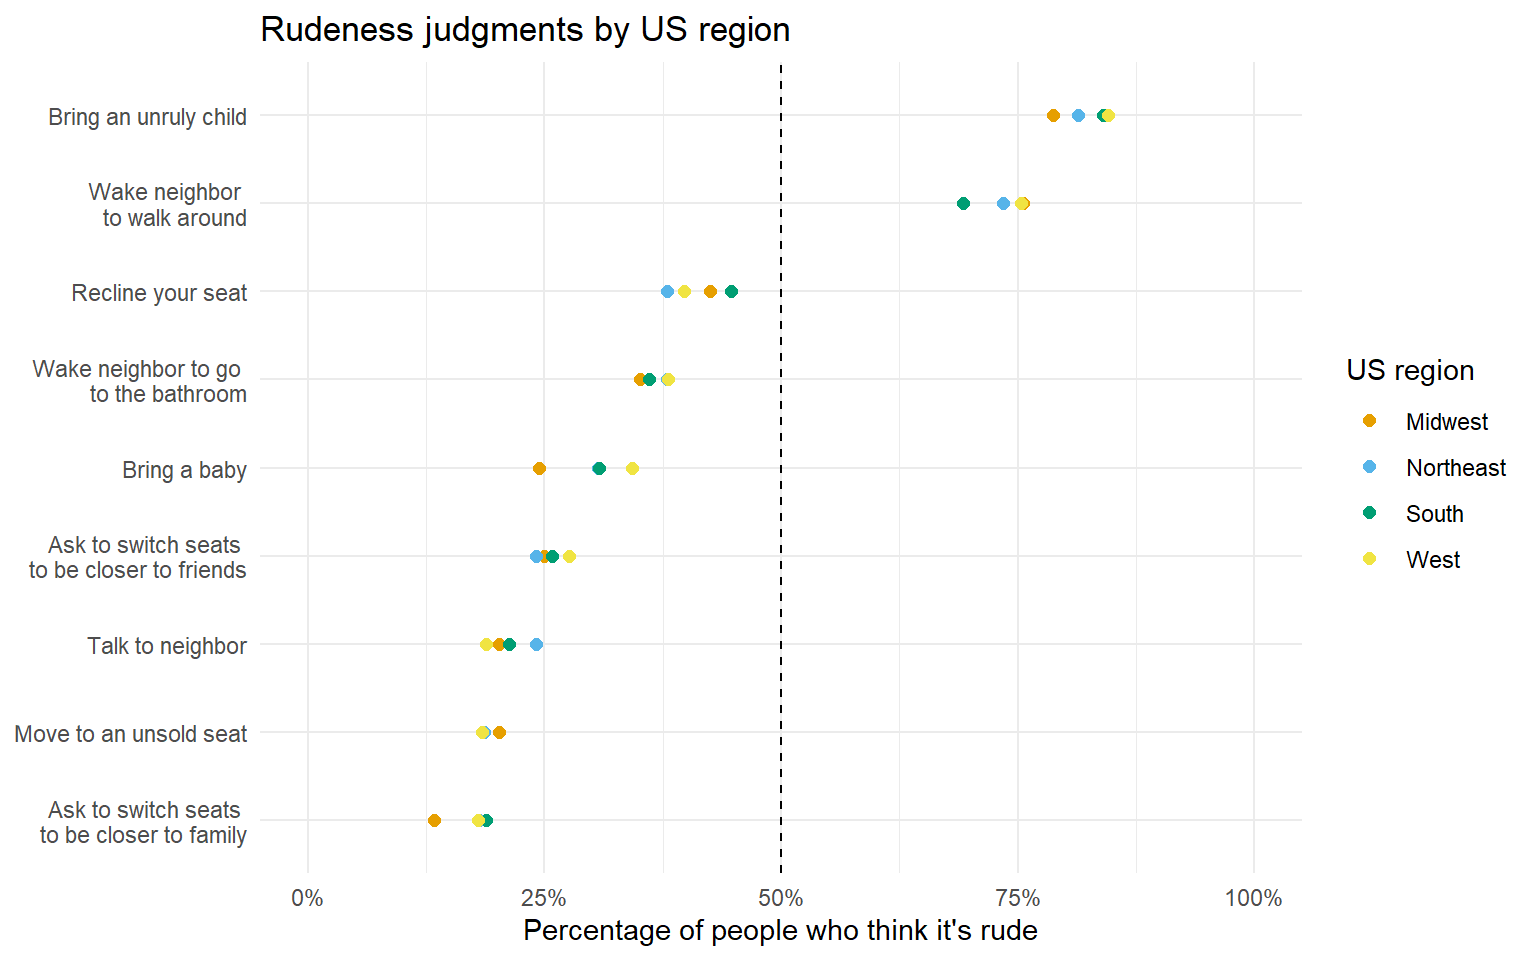 Rudeness judgments by US region
Bring an unruly child
Wake neighbor
to walk around
Recline your seat
Wake neighbor to go
to the bathroom
Bring a baby
Ask to switch seats
to be closer to friends
Talk to neighbor
Move to an unsold seat
Ask to switch seats
to be closer to family
0% 25% 50% 75% 100%
Percentage of people who think it's rude
US region
Midwest
Northeast
South
West